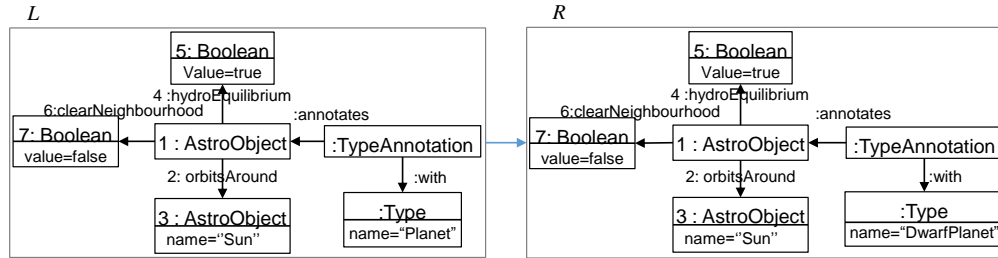 L
5: Boolean
Value=true
4 :hydroEquilibrium
6:clearNeighbourhood
:annotates
7: Boolean
value=false
1 : AstroObject
:TypeAnnotation
2: orbitsAround
:with
3 : AstroObject
name=‘’Sun’’
:Type
name=“Planet”
R
5: Boolean
Value=true
4 :hydroEquilibrium
6:clearNeighbourhood
:annotates
7: Boolean
value=false
1 : AstroObject
:TypeAnnotation
2: orbitsAround
:with
3 : AstroObject
name=‘’Sun’’
:Type
name=“DwarfPlanet”